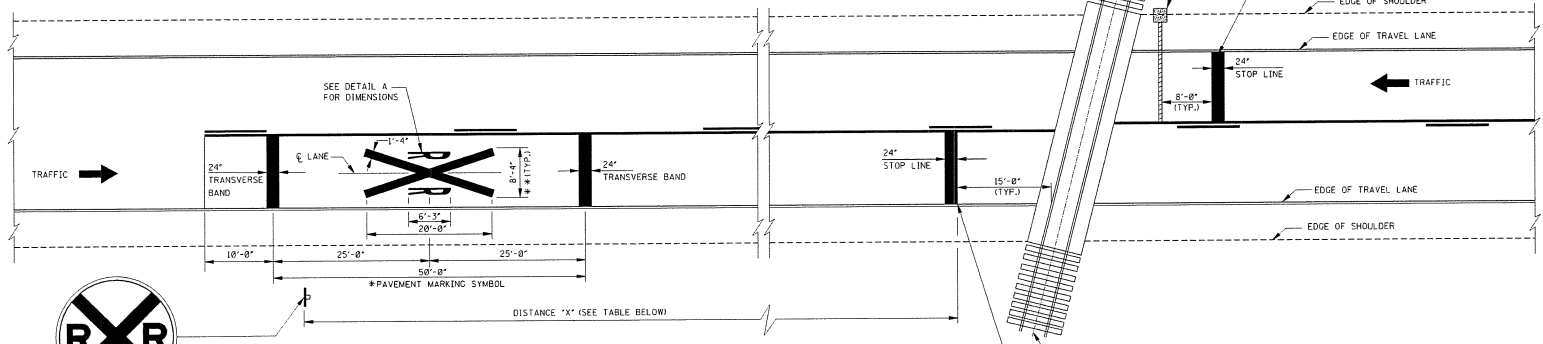 EDGE OF SHOULDER
EDGE OF TRAVEL LANE
24"
STOP LINE
SEE DETAIL A
FOR DIMENSIONS
TRAFFIC
8'-0"
(TYP.)
1'-4"
R
℄ LANE
24"
TRANSVERSE
BAND
8'-4"
**(TYP.)
24"
TRANSVERSE BAND
24"
STOP LINE
TRAFFIC
R
15'-0"
(TYP.)
EDGE OF TRAVEL LANE
6'-3"
20'-0"
EDGE OF SHOULDER
10'-0"
25'-0"
25'-0"
50'-0"
*PAVEMENT MARKING SYMBOL
DISTANCE "X" (SEE TABLE BELOW)
R R